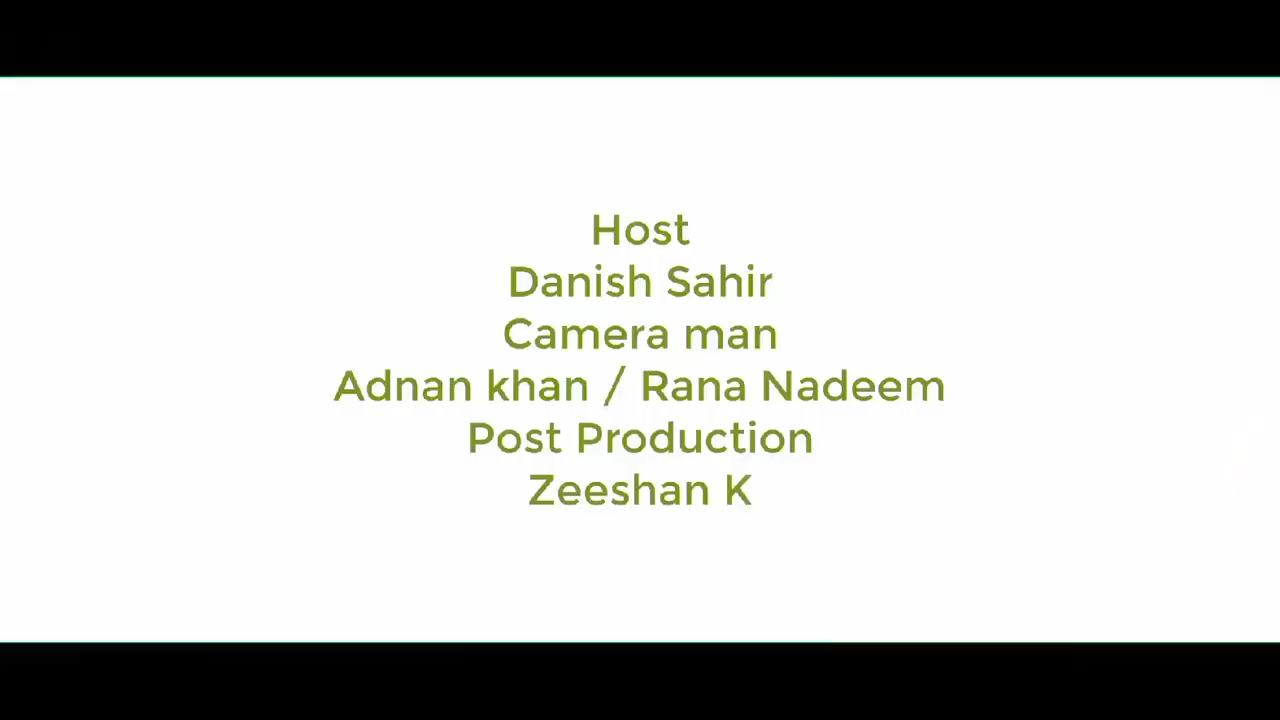 Host
Danish Sahir
Camera man
Adnan khan / Rana Nadeem
Post Production
Zeeshan K